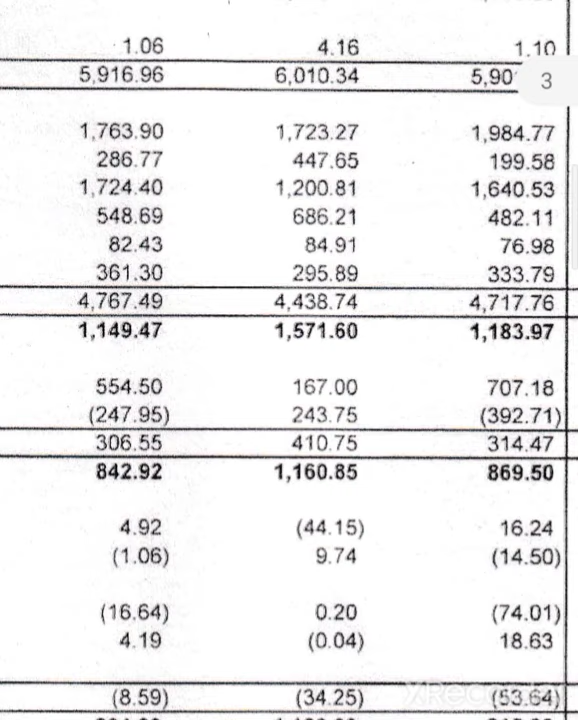 1.06 4.16 1.10
5,916.96 6,010.34 5,90
3
1,763.90 1,723.27 1,984.77
286.77 447.65 199.58
1,724.40 1,200.81 1,640.53
548.69 686.21 482.11
82.43 84.91 76.98
361.30 295.89 333.79
4,767.49 4,438.74 4,717.76
1,149.47 1,571.60 1,183.97
554.50 167.00 707.18
(247.95) 243.75 (392.71)
306.55 410.75 314.47
842.92 1,160.85 869.50
4.92 (44.15) 16.24
(1.06) 9.74 (14.50)
(16.64) 0.20 (74.01)
4.19 (0.04) 18.63
(8.59) (34.25) (53.64)